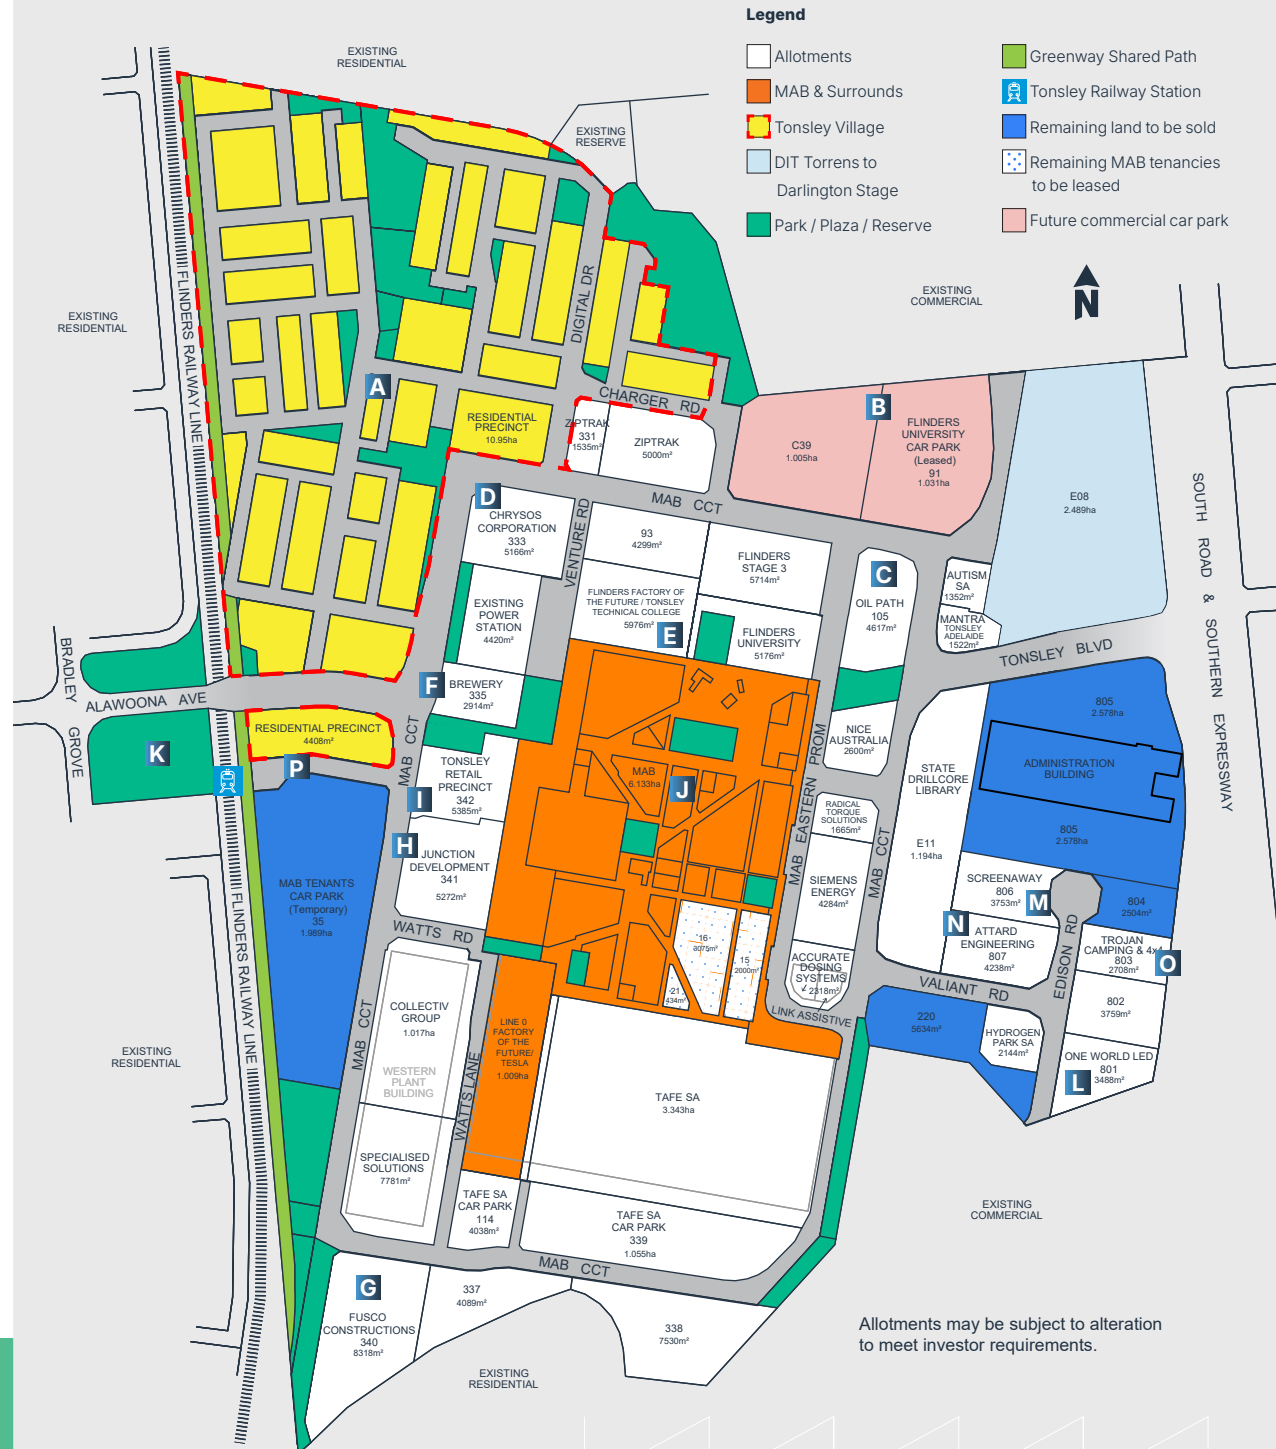 Legend
Allotments
MAB & Surrounds
Tonsley Village
DIT Torrens to
Darlington Stage
Park / Plaza / Reserve
Greenway Shared Path
Tonsley Railway Station
Remaining land to be sold
Remaining MAB tenancies
to be leased
Future commercial car park
N
EXISTING
RESIDENTIAL
EXISTING
RESERVE
EXISTING
COMMERCIAL
EXISTING
RESIDENTIAL
FLINDERS RAILWAY LINE
DIGITAL DR
A
CHARGER RD
RESIDENTIAL
PRECINCT
10.95ha
ZIPTRAK
331
1535m²
ZIPTRAK
5000m²
B
C39
1.005ha
FLINDERS
UNIVERSITY
CAR PARK
(Leased)
91
1.031ha
E08
2.489ha
SOUTH ROAD & SOUTHERN EXPRESSWAY
MAB CCT
D
CHRYSOS
CORPORATION
333
5166m²
VENTURE RD
93
4299m²
FLINDERS
STAGE 3
5714m²
C
OIL PATH
105
4617m²
AUTISM
SA
1352m²
MANTRA
TONSLEY
ADELAIDE
1522m²
TONSLEY BLVD
EXISTING
POWER
STATION
4420m²
FLINDERS FACTORY OF
THE FUTURE / TONSLEY
TECHNICAL COLLEGE
5976m²
E
FLINDERS
UNIVERSITY
5176m²
BRADLEY GROVE
ALAWOONA AVE
F
BREWERY
335
2914m²
RESIDENTIAL PRECINCT
4408m²
K
P
MAB CCT
NICE
AUSTRALIA
2600m²
805
2.578ha
ADMINISTRATION
BUILDING
805
2.578ha
STATE
DRILLCORE
LIBRARY
E11
1.194ha
TONSLEY
RETAIL
PRECINCT
342
5385m²
I
MAB
6.133ha
J
MAB EASTERN PROM
RADICAL
TORQUE
SOLUTIONS
1665m²
MAB CCT
H
JUNCTION
DEVELOPMENT
341
5272m²
SIEMENS
ENERGY
4284m²
SCREENAWAY
806
3753m²
M
804
2504m²
MAB TENANTS
CAR PARK
(Temporary)
35
1.989ha
FLINDERS RAILWAY LINE
WATTS RD
N
ATTARD
ENGINEERING
807
4238m²
EDISON RD
TROJAN
CAMPING & 4x4
803
2708m²
O
16
3075m²
15
2000m²
21
434m²
ACCURATE
DOSING
SYSTEMS
2318m²
LINK ASSISTIVE
VALIANT RD
220
5634m²
HYDROGEN
PARK SA
2144m²
802
3759m²
ONE WORLD LED
801
3488m²
L
COLLECTIV
GROUP
1.017ha
WESTERN
PLANT
BUILDING
MAB CCT
WATTS LANE
LINE 0
FACTORY
OF THE
FUTURE/
TESLA
1.009ha
TAFE SA
3.343ha
EXISTING
RESIDENTIAL
SPECIALISED
SOLUTIONS
7781m²
TAFE SA
CAR PARK
114
4038m²
TAFE SA
CAR PARK
339
1.055ha
EXISTING
COMMERCIAL
MAB CCT
G
FUSCO
CONSTRUCTIONS
340
8318m²
337
4089m²
338
7530m²
EXISTING
RESIDENTIAL
Allotments may be subject to alteration
to meet investor requirements.